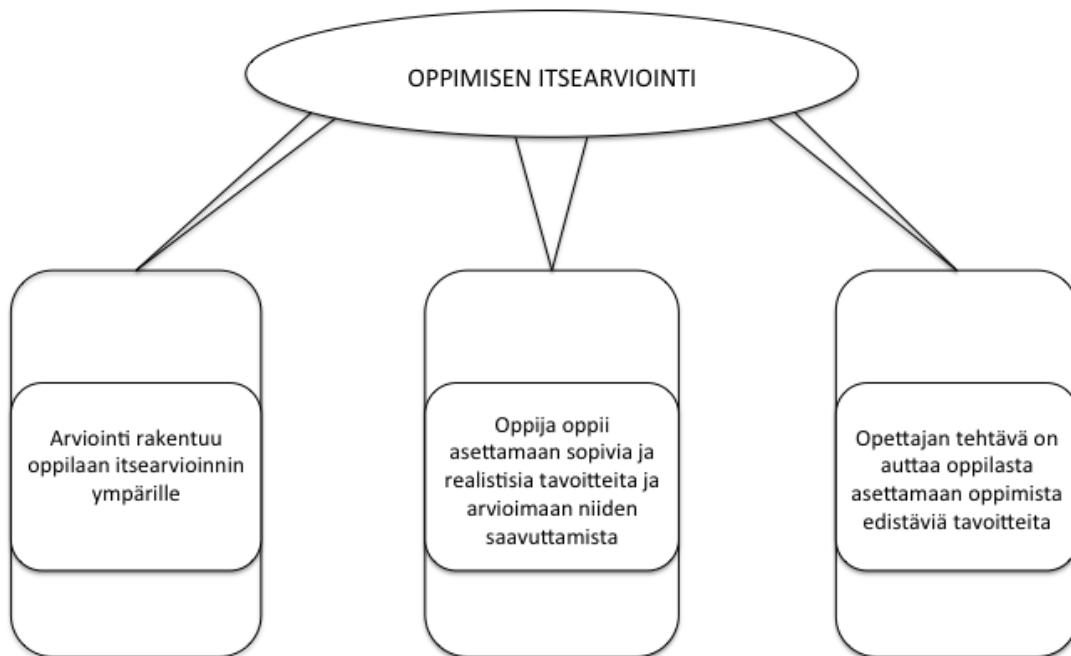 OPPIMISEN ITSEARVIOINTI
Arviointi rakentuu
oppilaan itsearvioinnin
ympärille
Oppija oppii
asettamaan sopivia ja
realistisia tavoitteita ja
arvioimaan niiden
saavuttamista
Opettajan tehtävä on
auttaa oppilasta
asettamaan oppimista
edistäviä tavoitteita